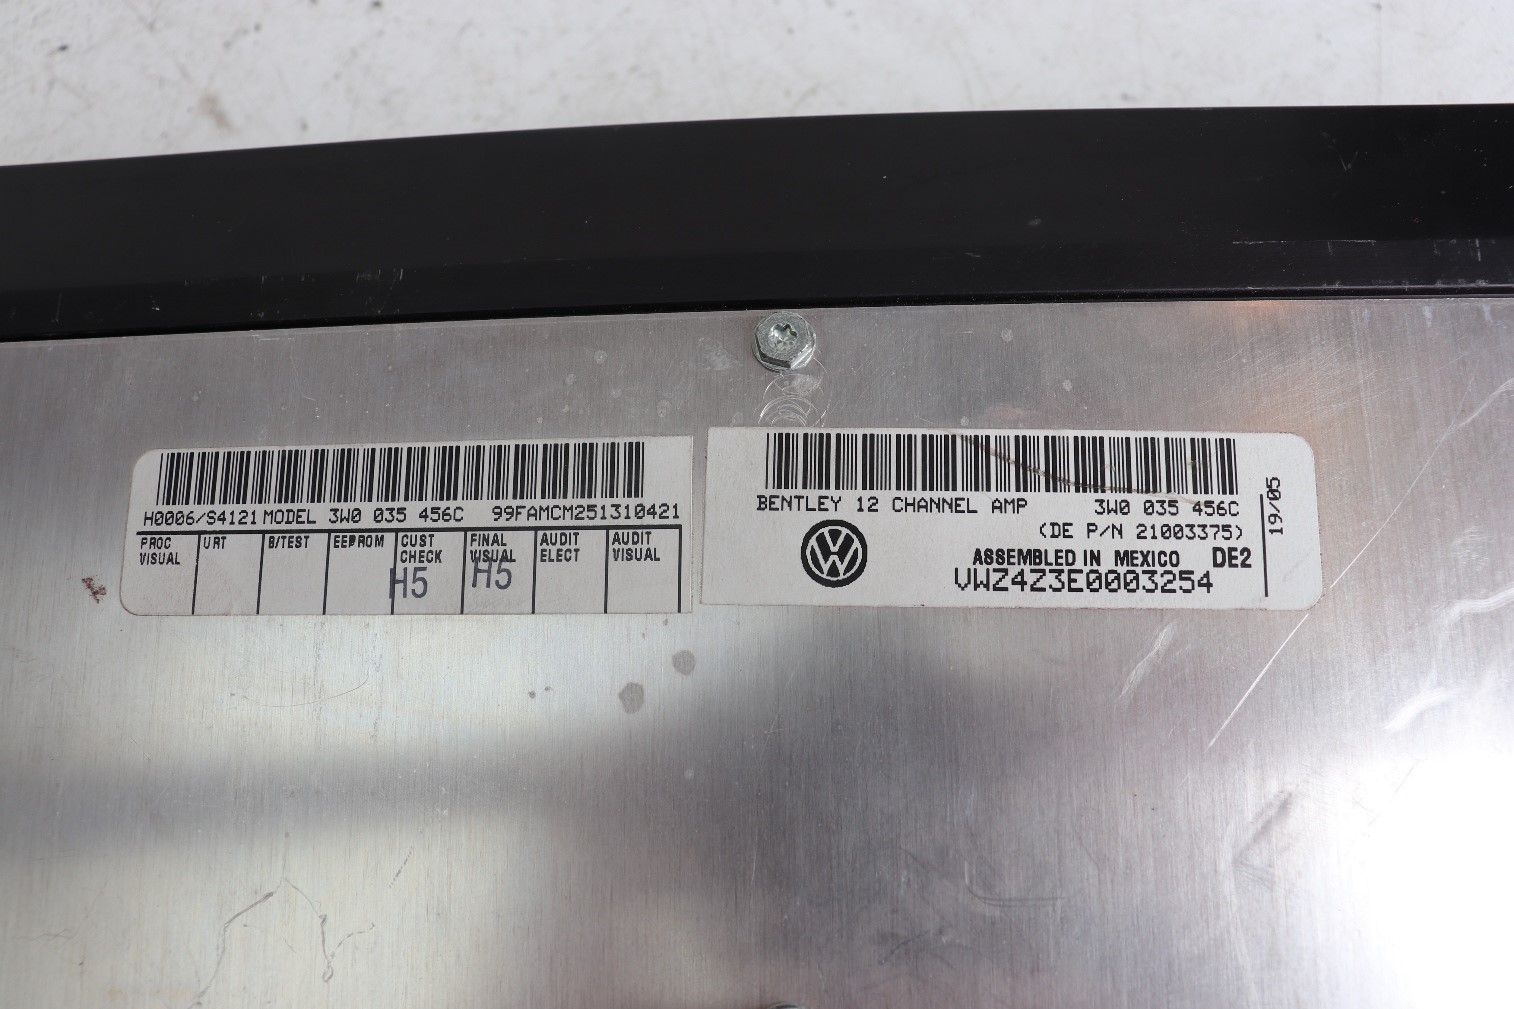 H0006/S4121 MODEL 3W0 035 456C 99FAMCM251310421
PROC VISUAL
URT
B/TEST
EEPROM
CUST CHECK
FINAL VISUAL
AUDIT ELECT
AUDIT VISUAL
H5
H5
BENTLEY 12 CHANNEL AMP 3W0 035 456C
(DE P/N 21003375)
ASSEMBLED IN MEXICO DE2
VWZ4Z3E0003254
19/05
VW